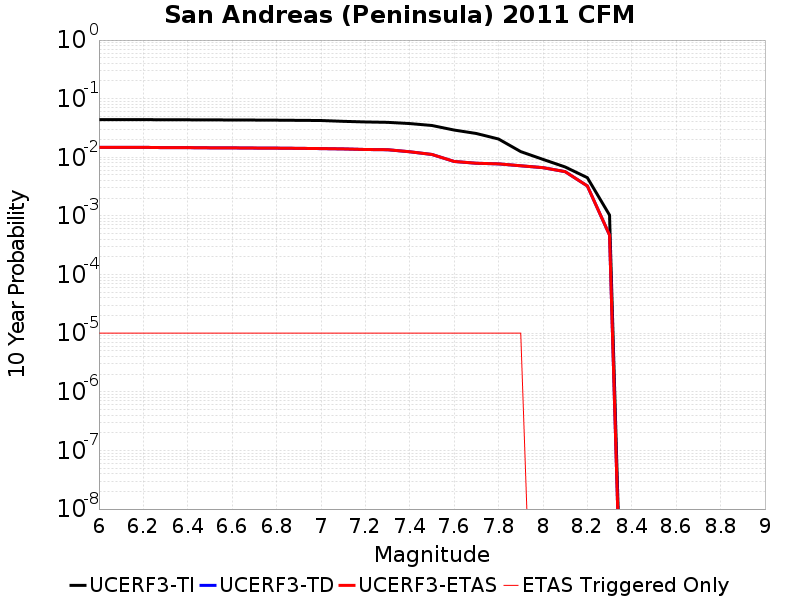 San Andreas (Peninsula) 2011 CFM
10 Year Probability
10^0
10^-1
10^-2
10^-3
10^-4
10^-5
10^-6
10^-7
10^-8
6 6.2 6.4 6.6 6.8 7 7.2 7.4 7.6 7.8 8 8.2 8.4 8.6 8.8 9
Magnitude
UCERF3-TI UCERF3-TD UCERF3-ETAS ETAS Triggered Only